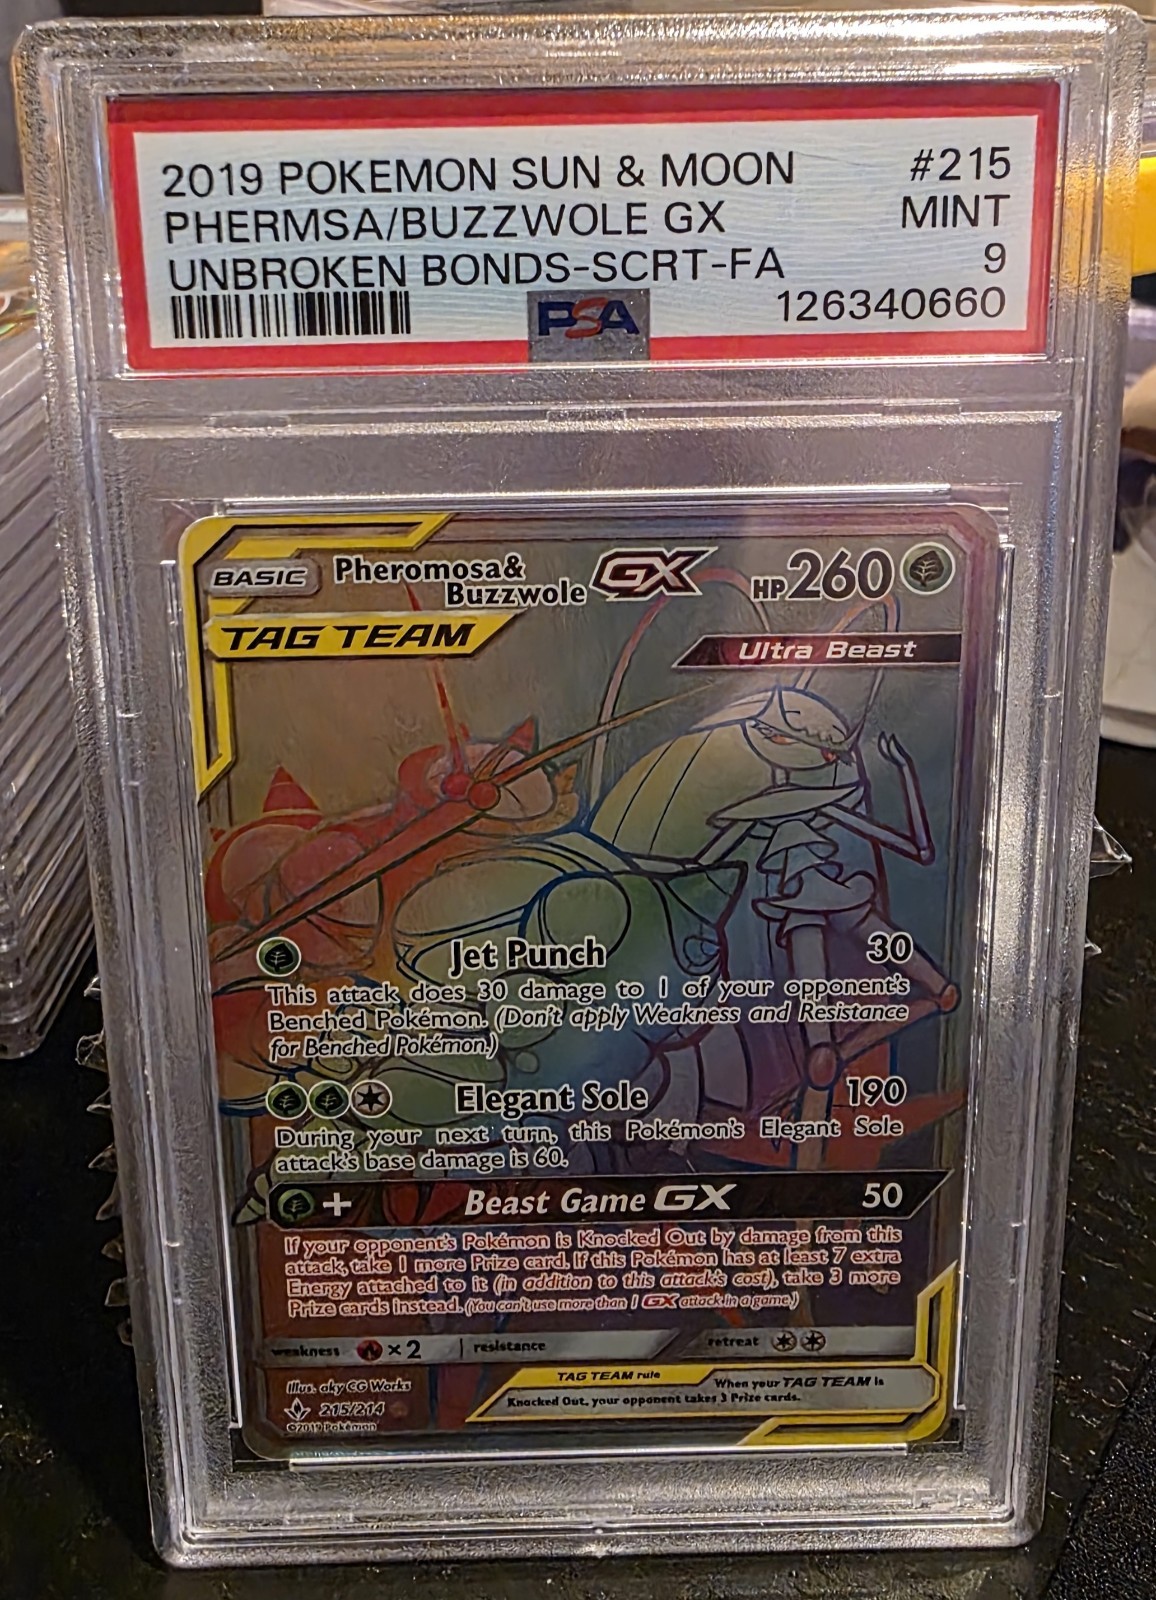 2019 POKEMON SUN & MOON #215
PHERMSA/BUZZWOLE GX MINT
UNBROKEN BONDS-SCRT-FA 9
PSA 126340660
BASIC Pheromosa& GX HP260
Buzzwole
TAG TEAM
Ultra Beast
Jet Punch 30
This attack does 30 damage to 1 of your opponent's
Benched Pokémon. (Don't apply Weakness and Resistance
for Benched Pokémon.)
Elegant Sole 190
During your next turn, this Pokémon's Elegant Sole
attack's base damage is 60.
+ Beast Game GX 50
If your opponent's Pokémon is Knocked Out by damage from this
attack, take 1 more Prize card. If this Pokémon has at least 7 extra
Energy attached to it (in addition to this attack's cost), take 3 more
Prize cards instead. (You can't use more than 1 GX attack in a game.)
weakness ×2 resistance retreat
TAG TEAM rule When your TAG TEAM is
Knocked Out, your opponent takes 3 Prize cards.
Illus. aky CG Works
215/214
©2019 Pokémon